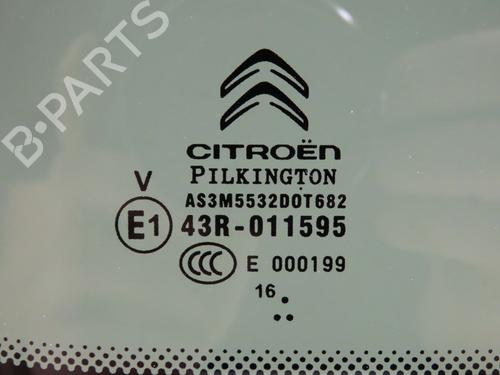 B-PARTS
CITROËN
PILKINGTON
AS3M5532DOT682
V
E1 43R-011595
CCC E 000199
16